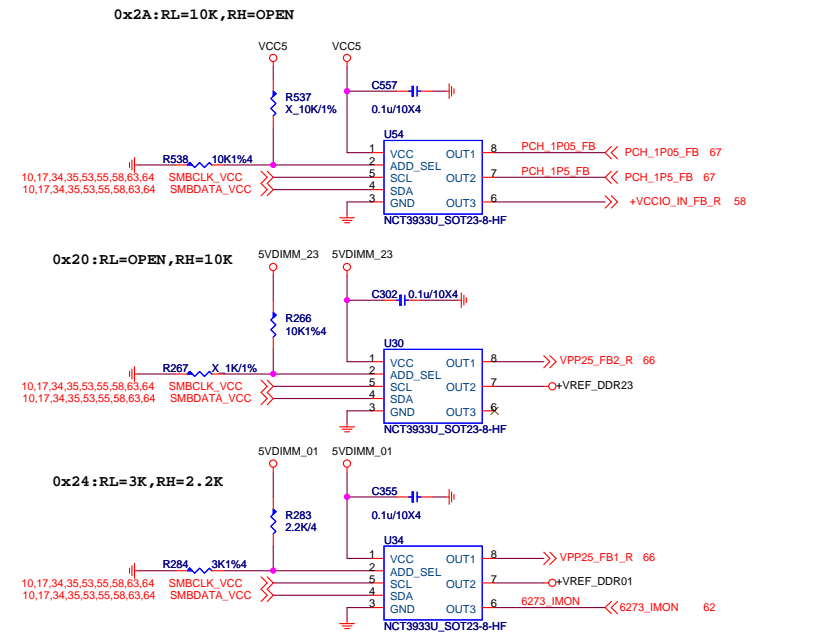 0x2A:RL=10K,RH=OPEN
VCC5 VCC5
C557
R537
X_10K/1% 0.1u/10X4
U54
R538 10K1%4
1 VCC OUT1 8 PCH_1P05_FB PCH_1P05_FB 67
2 ADD_SEL
10,17,34,35,53,55,58,63,64 SMBCLK_VCC 5 SCL OUT2 7 PCH_1P5_FB PCH_1P5_FB 67
10,17,34,35,53,55,58,63,64 SMBDATA_VCC 4 SDA
3 GND OUT3 6 +VCCIO_IN_FB_R 58
NCT3933U_SOT23-8-HF
0x20:RL=OPEN,RH=10K 5VDIMM_23 5VDIMM_23
C302 0.1u/10X4
R266
10K1%4
U30
R267 X_1K/1%
1 VCC OUT1 8 VPP25_FB2_R 66
2 ADD_SEL
10,17,34,35,53,55,58,63,64 SMBCLK_VCC 5 SCL OUT2 7 +VREF_DDR23
10,17,34,35,53,55,58,63,64 SMBDATA_VCC 4 SDA
3 GND OUT3 6
NCT3933U_SOT23-8-HF
5VDIMM_01 5VDIMM_01
0x24:RL=3K,RH=2.2K
C355
R283
2.2K/4 0.1u/10X4
U34
R284 3K1%4
1 VCC OUT1 8 VPP25_FB1_R 66
2 ADD_SEL
10,17,34,35,53,55,58,63,64 SMBCLK_VCC 5 SCL OUT2 7 +VREF_DDR01
10,17,34,35,53,55,58,63,64 SMBDATA_VCC 4 SDA
3 GND OUT3 6 6273_IMON 6273_IMON 62
NCT3933U_SOT23-8-HF